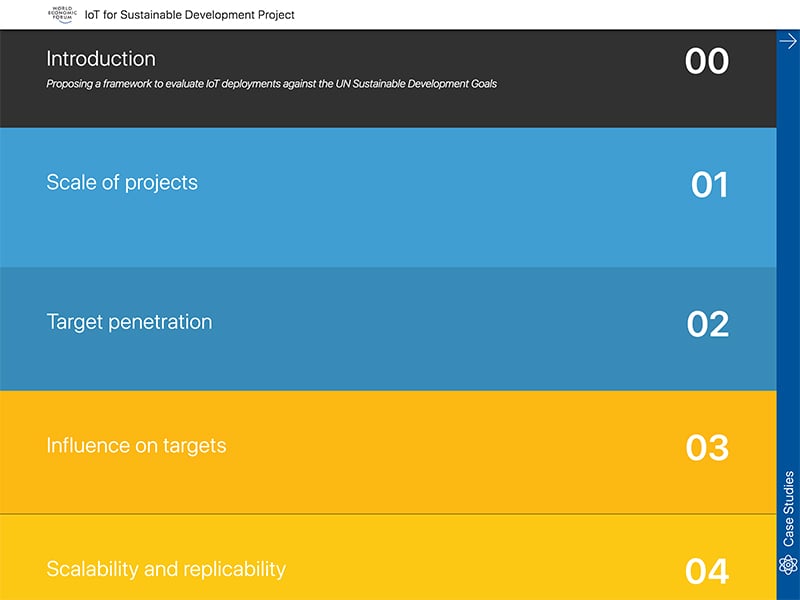 WORLD
ECONOMIC
FORUM
IoT for Sustainable Development Project
Introduction
00
Proposing a framework to evaluate IoT deployments against the UN Sustainable Development Goals
Scale of projects
01
Target penetration
02
Influence on targets
03
Scalability and replicability
04
Case Studies